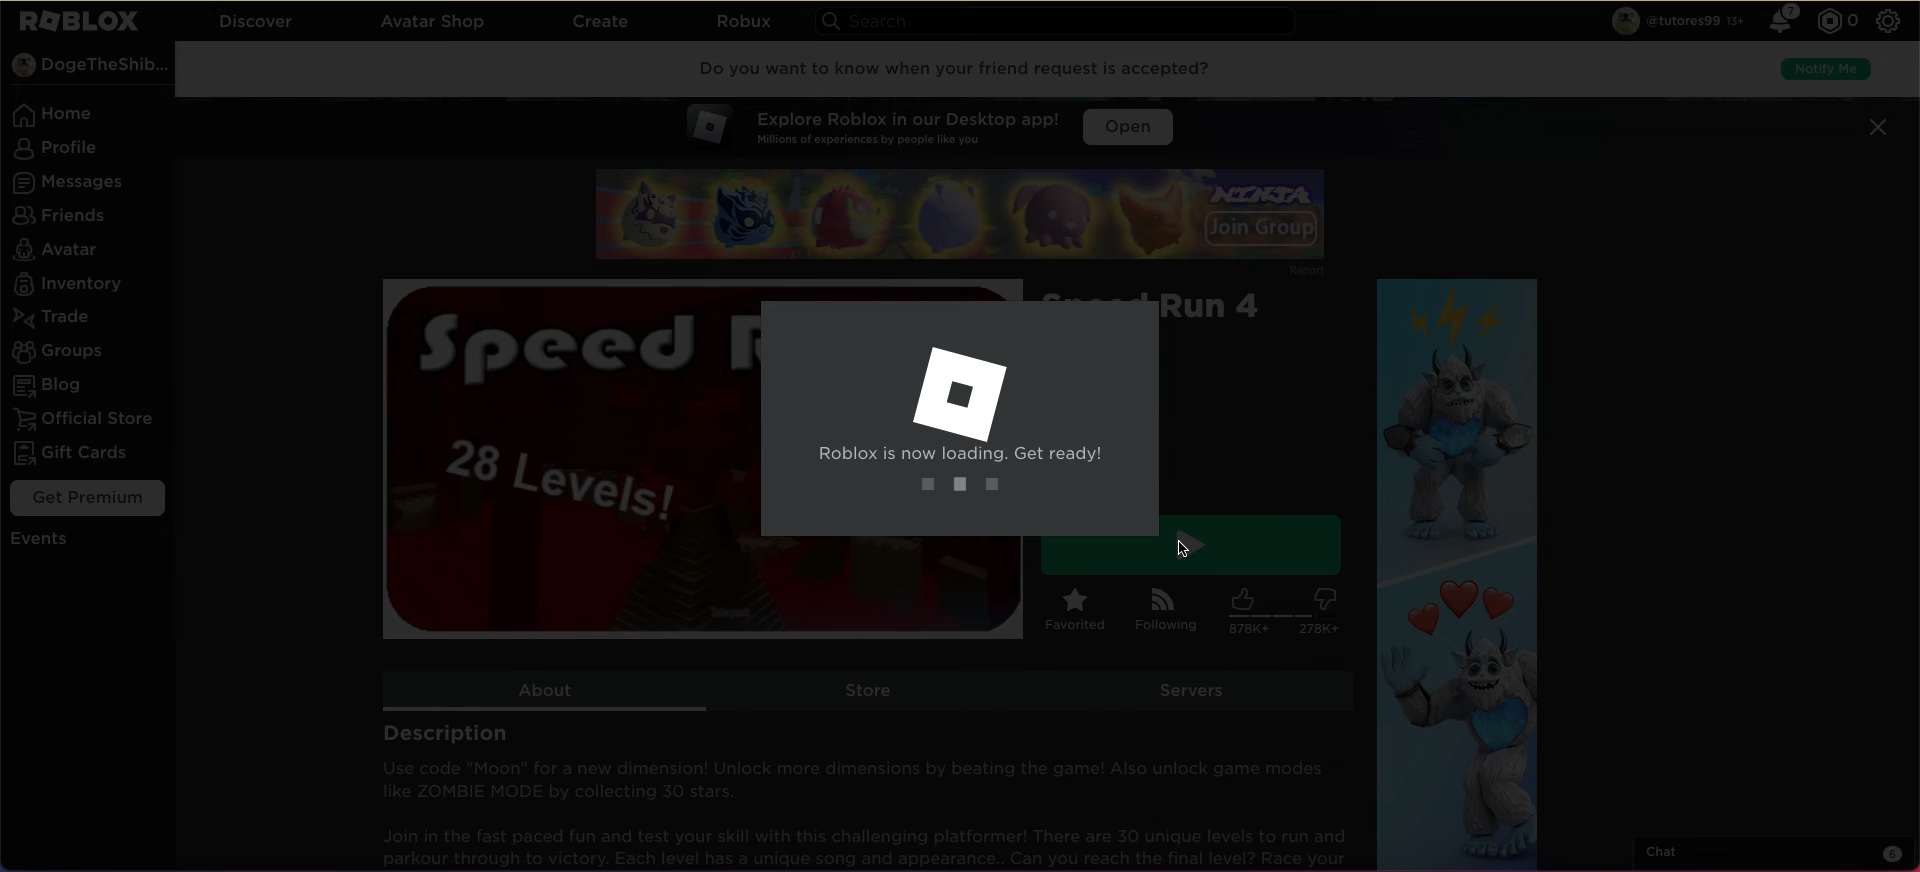 ROBLOX
Discover
Avatar Shop
Create
Robux
Search
@tutores99 13+
7
0
DogeTheShib...
Do you want to know when your friend request is accepted?
Notify Me
Home
Profile
Messages
Friends
Avatar
Inventory
Trade
Groups
Blog
Official Store
Gift Cards
Get Premium
Events
Explore Roblox in our Desktop app!
Millions of experiences by people like you
Open
NINJA
Join Group
Report
Speed R
28 Levels!
Speed Run 4
Roblox is now loading. Get ready!
Favorited
Following
878K+
278K+
About
Store
Servers
Description
Use code "Moon" for a new dimension! Unlock more dimensions by beating the game! Also unlock game modes
like ZOMBIE MODE by collecting 30 stars.
Join in the fast paced fun and test your skill with this challenging platformer! There are 30 unique levels to run and
parkour through to victory. Each level has a unique song and appearance.. Can you reach the final level? Race your
Chat
6